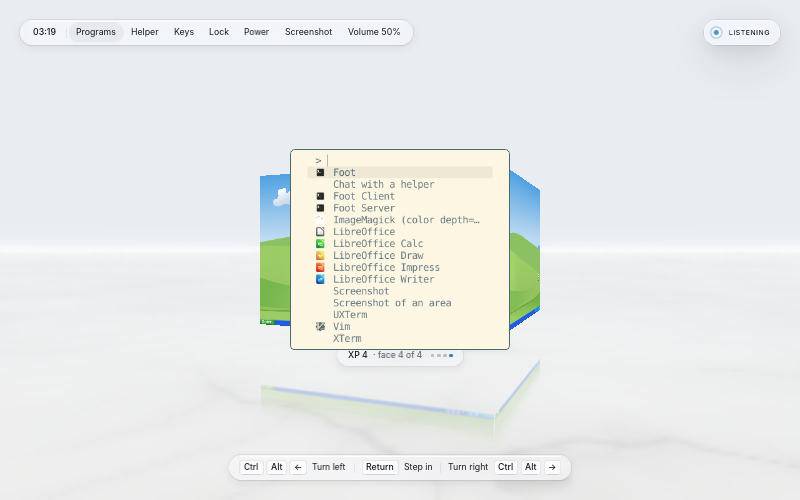 03:19 Programs Helper Keys Lock Power Screenshot Volume 50%
LISTENING
>
Foot
Chat with a helper
Foot Client
Foot Server
ImageMagick (color depth=…
LibreOffice
LibreOffice Calc
LibreOffice Draw
LibreOffice Impress
LibreOffice Writer
Screenshot
Screenshot of an area
UXTerm
Vim
XTerm
XP 4 · face 4 of 4
Ctrl Alt ← Turn left Return Step in Turn right Ctrl Alt →